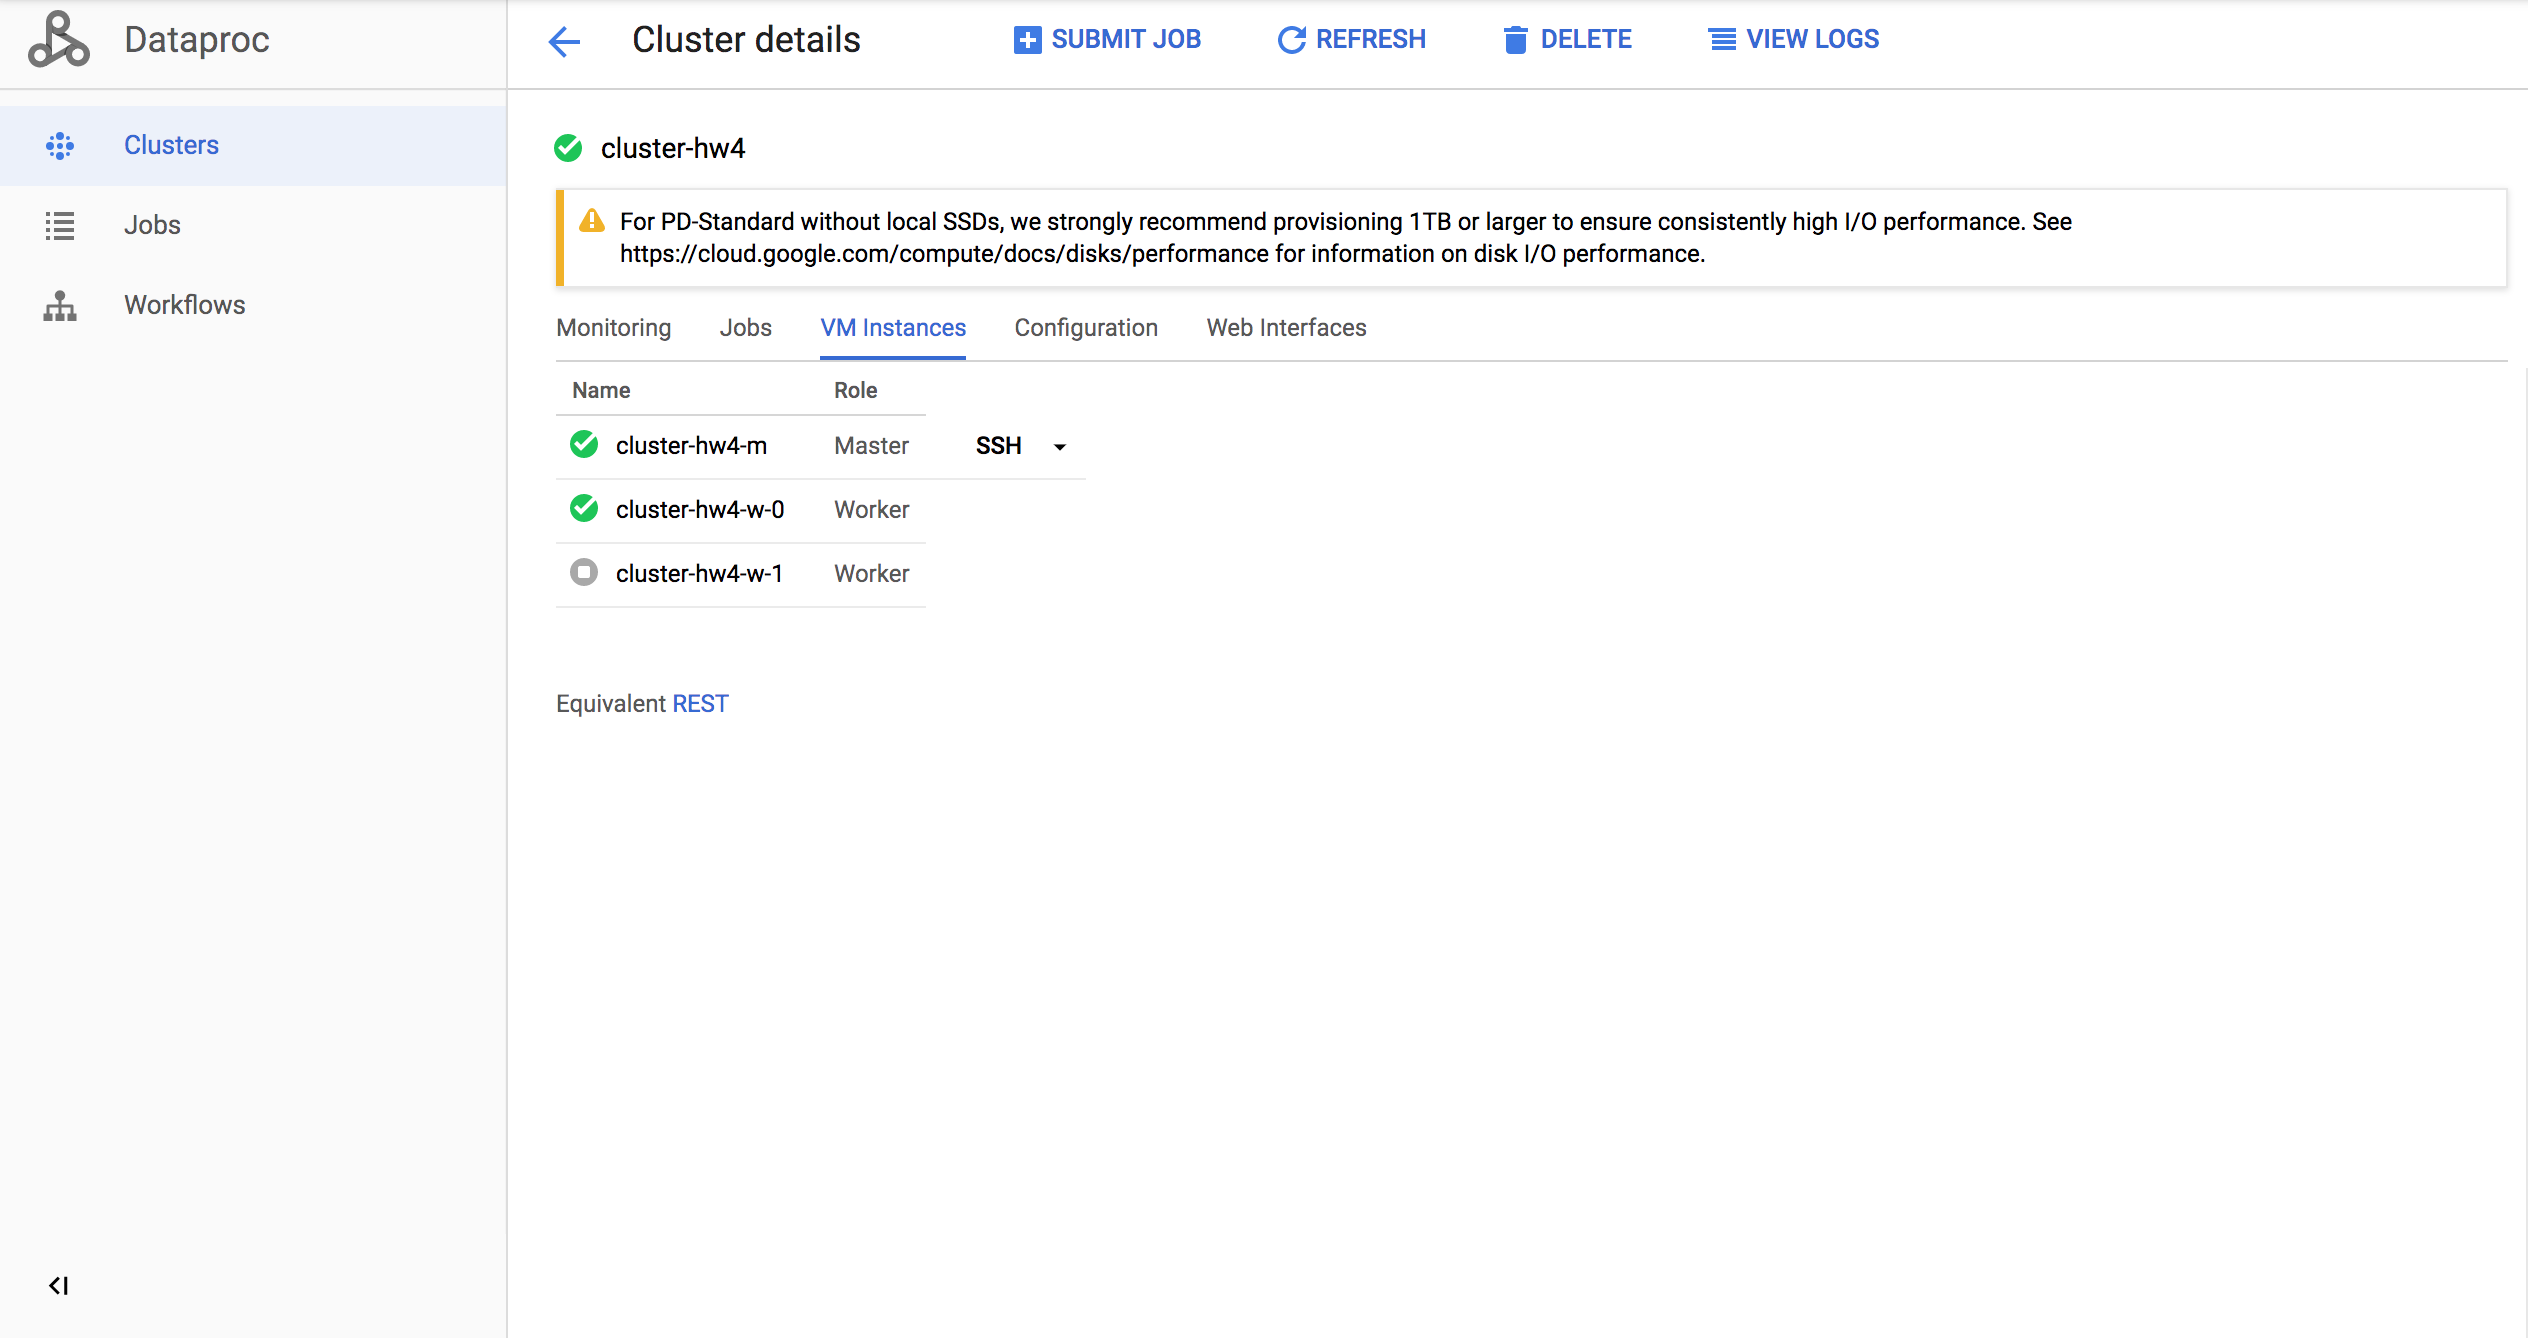 Dataproc
Cluster details
SUBMIT JOB
REFRESH
DELETE
VIEW LOGS
Clusters
Jobs
Workflows
cluster-hw4
For PD-Standard without local SSDs, we strongly recommend provisioning 1TB or larger to ensure consistently high I/O performance. See
https://cloud.google.com/compute/docs/disks/performance for information on disk I/O performance.
Monitoring Jobs VM Instances Configuration Web Interfaces
Name Role
cluster-hw4-m Master SSH
cluster-hw4-w-0 Worker
cluster-hw4-w-1 Worker
Equivalent REST